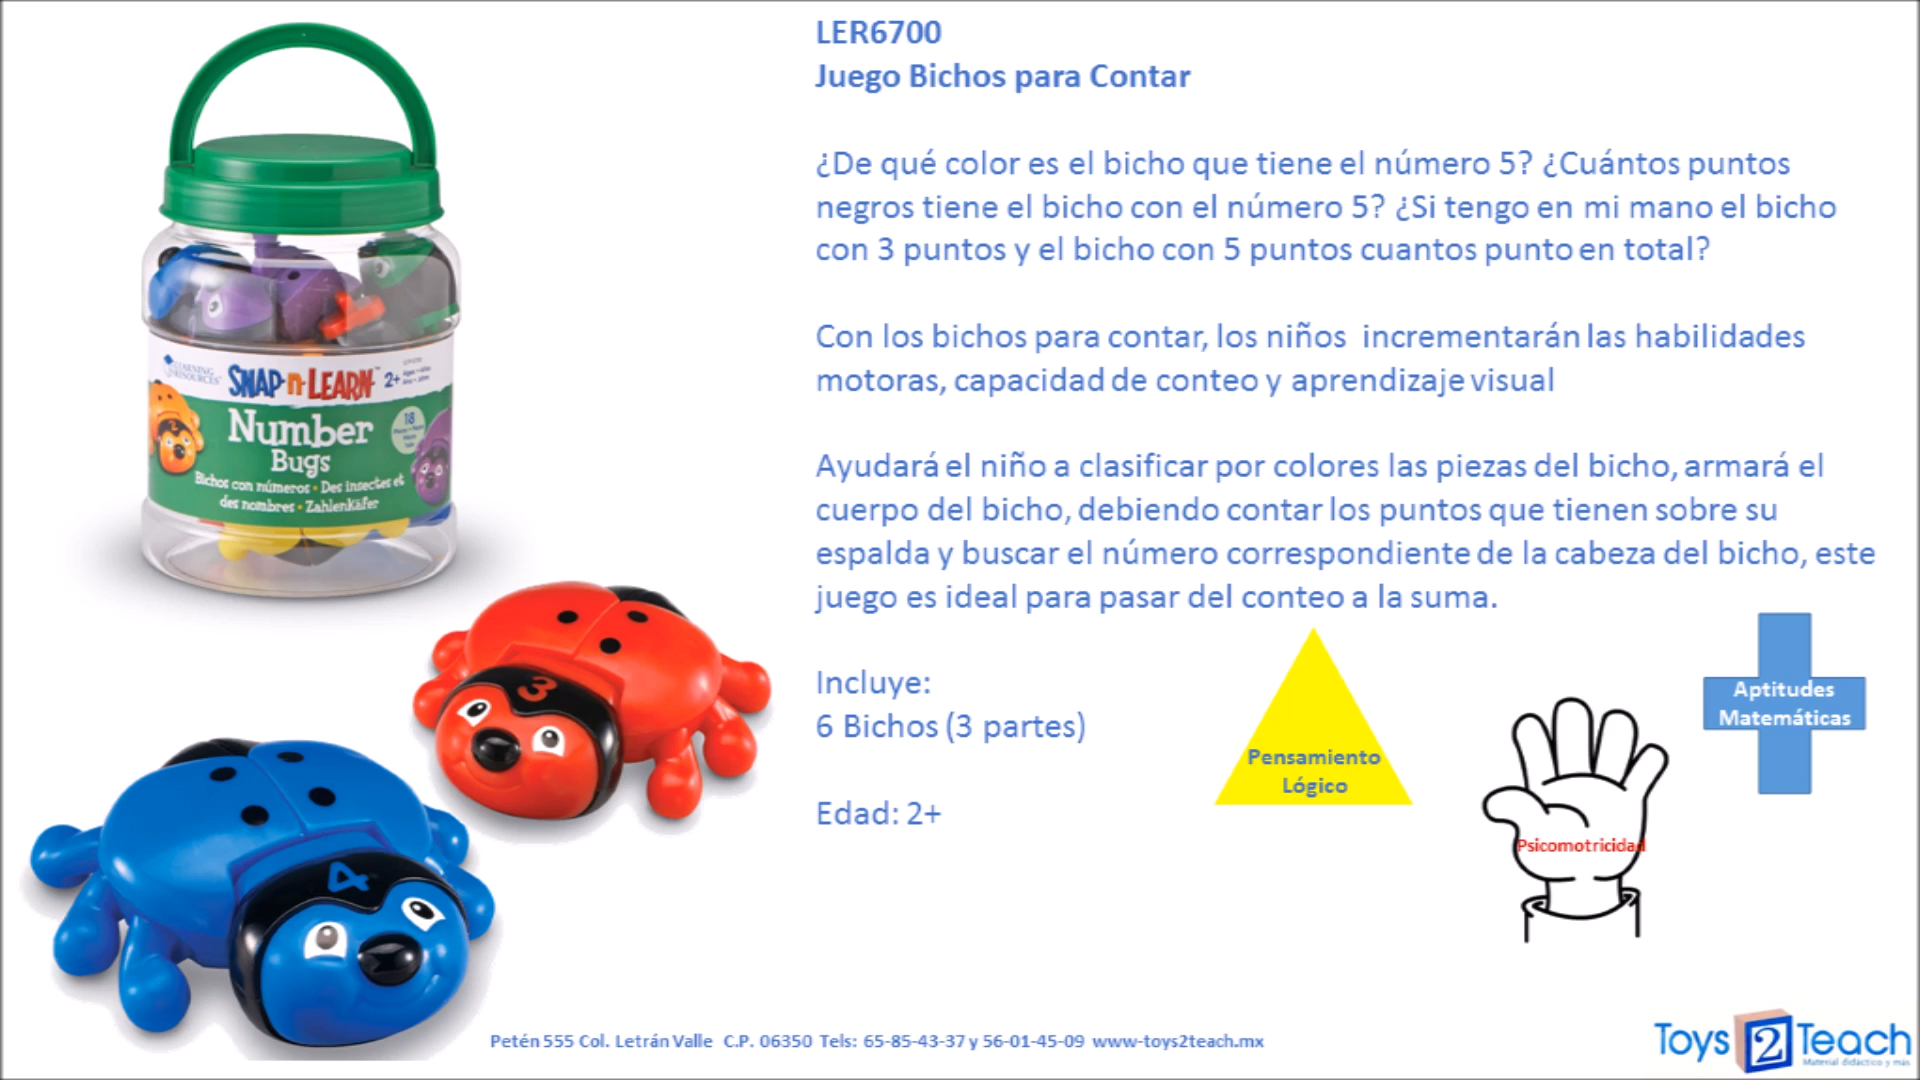 LER6700
Juego Bichos para Contar
¿De qué color es el bicho que tiene el número 5? ¿Cuántos puntos
negros tiene el bicho con el número 5? ¿Si tengo en mi mano el bicho
con 3 puntos y el bicho con 5 puntos cuantos punto en total?
Con los bichos para contar, los niños incrementarán las habilidades
motoras, capacidad de conteo y aprendizaje visual
Ayudará el niño a clasificar por colores las piezas del bicho, armará el
cuerpo del bicho, debiendo contar los puntos que tienen sobre su
espalda y buscar el número correspondiente de la cabeza del bicho, este
juego es ideal para pasar del conteo a la suma.
Incluye:
6 Bichos (3 partes)
Edad: 2+
Pensamiento
Lógico
Psicomotricidad
Aptitudes
Matemáticas
LEARNING
RESOURCES
SNAP-n-LEARN™
2+
Number
Bugs
18
Bichos con números • Des insectes et
des nombres • Zahlenkäfer
3
4
Petén 555 Col. Letrán Valle C.P. 06350 Tels: 65-85-43-37 y 56-01-45-09 www-toys2teach.mx
Toys 2 Teach
Material didáctico y más